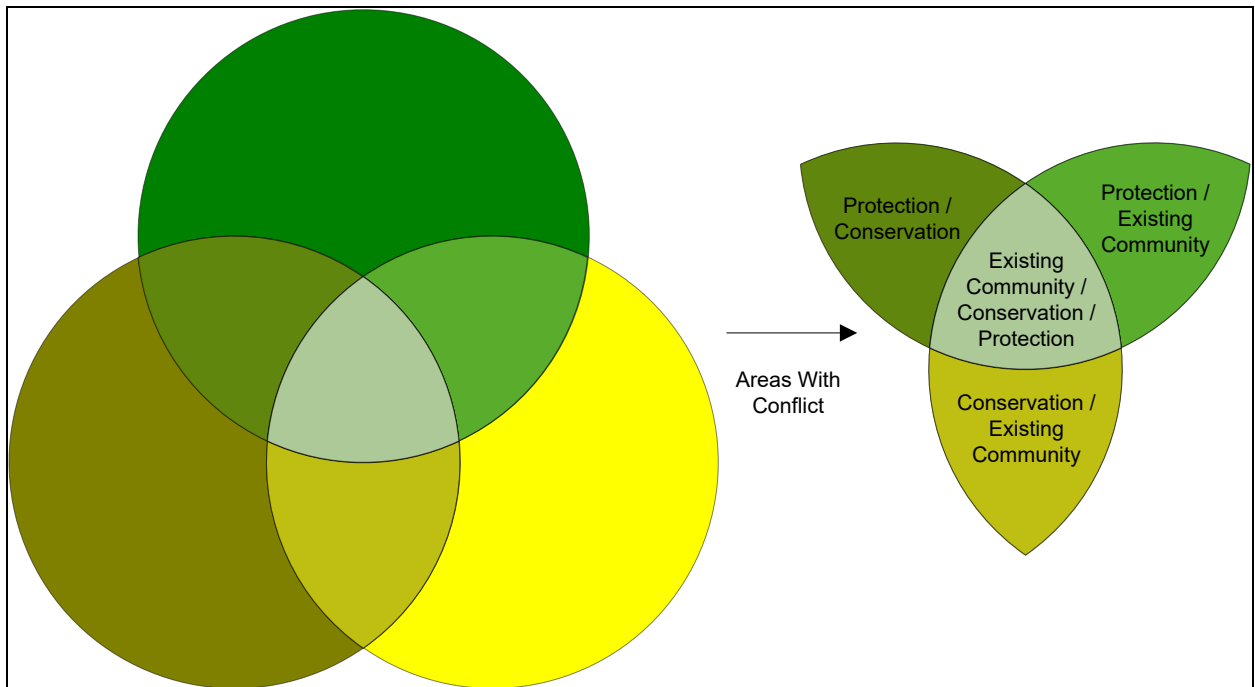 Protection /
Conservation
Protection /
Existing
Community
Existing
Community /
Conservation /
Protection
Areas With
Conflict
Conservation /
Existing
Community